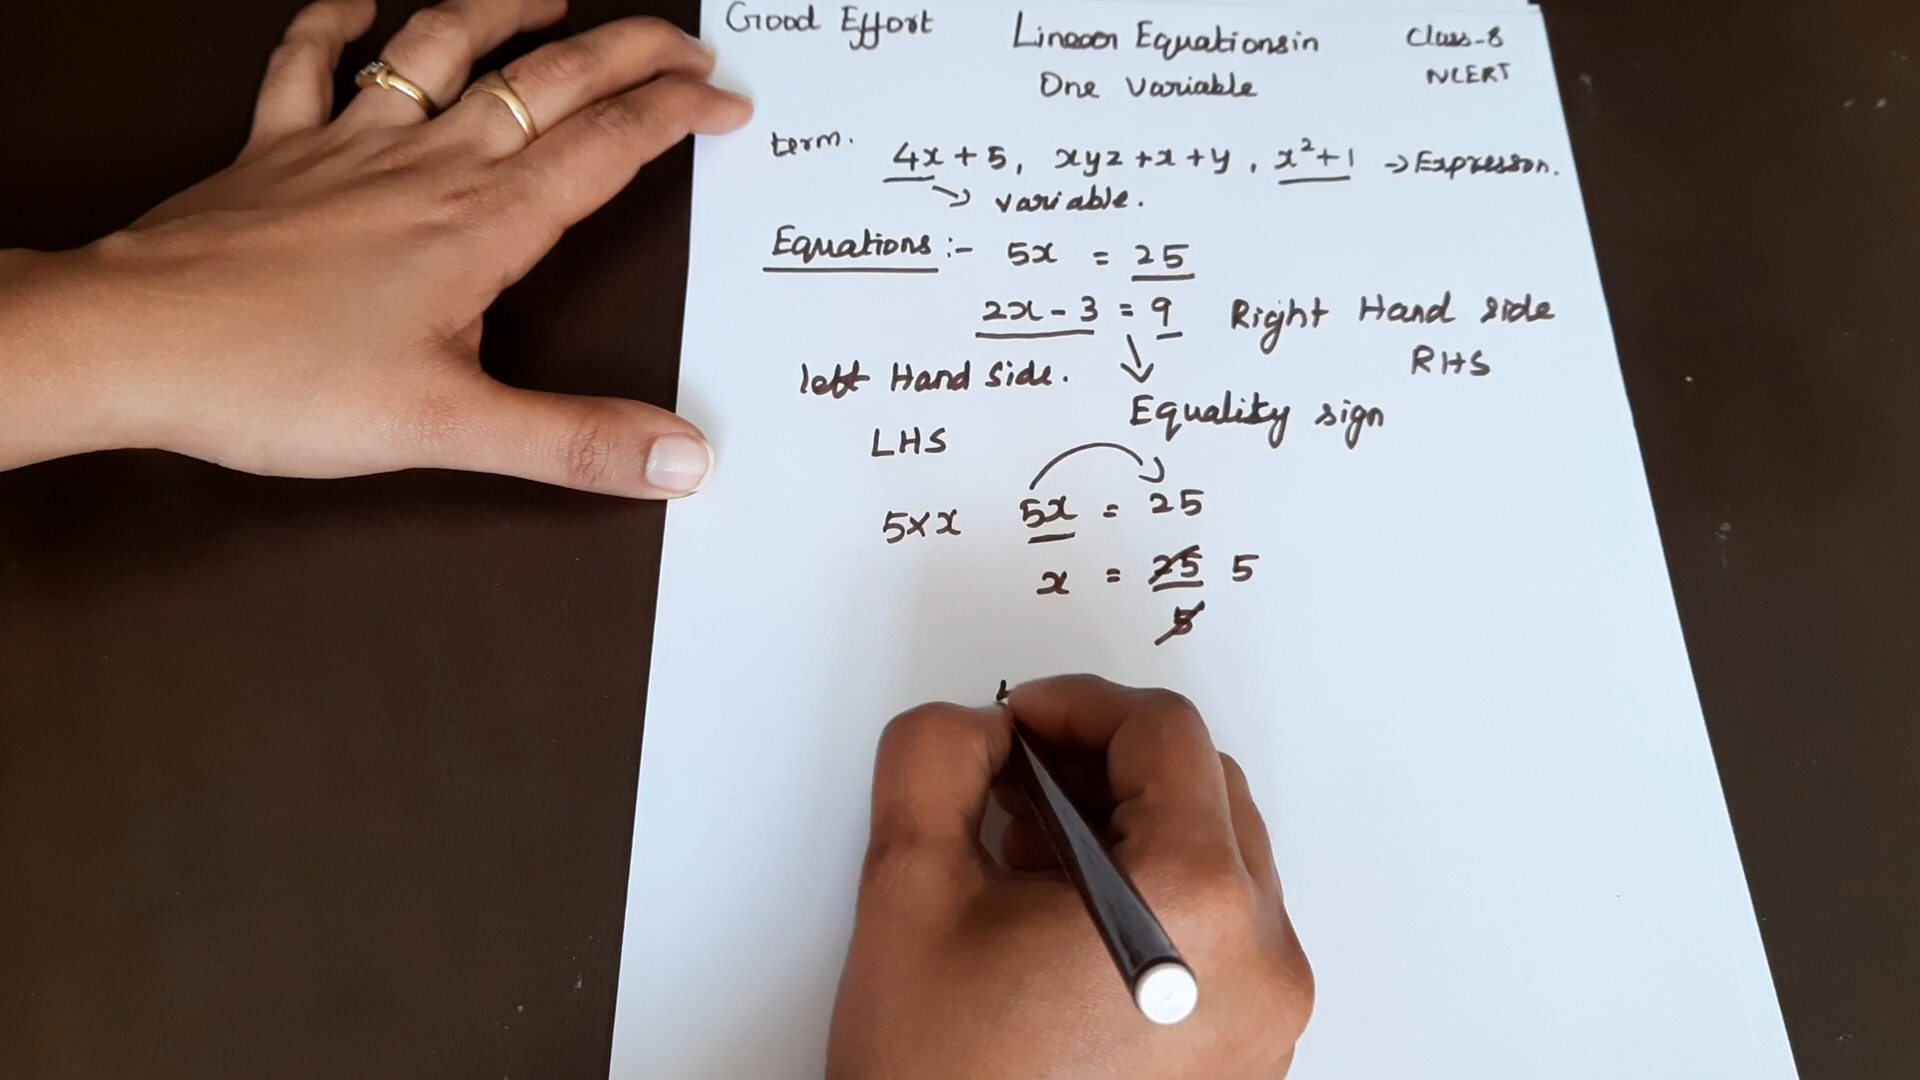 Good Effort Linear Equations in Class-8
One Variable NCERT
term. 4x + 5, xyz + x + y, x² + 1 → Expression.
→ variable.
Equations :- 5x = 25
2x - 3 = 9 Right Hand side
left Hand Side. RHS
Equality sign
LHS
5×x 5x = 25
x = 25 5
5